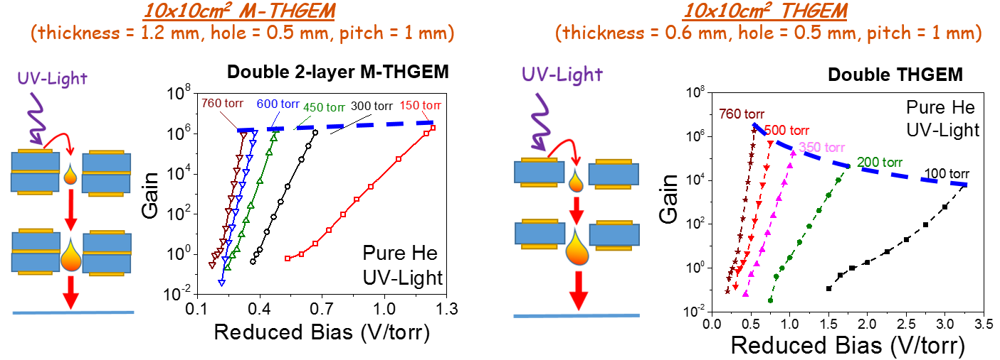 10x10cm² M-THGEM
(thickness = 1.2 mm, hole = 0.5 mm, pitch = 1 mm)
UV-Light
Double 2-layer M-THGEM
10⁸
10⁶
10⁴
10²
10⁰
10⁻²
Gain
760 torr
600 torr
450 torr
300 torr
150 torr
Pure He
UV-Light
0.1
0.4
0.7
1.0
1.3
Reduced Bias (V/torr)
10x10cm² THGEM
(thickness = 0.6 mm, hole = 0.5 mm, pitch = 1 mm)
UV-Light
Double THGEM
10⁸
10⁶
10⁴
10²
10⁰
10⁻²
Gain
Pure He
UV-Light
760 torr
500 torr
350 torr
200 torr
100 torr
0.0
0.5
1.0
1.5
2.0
2.5
3.0
3.5
Reduced Bias (V/torr)